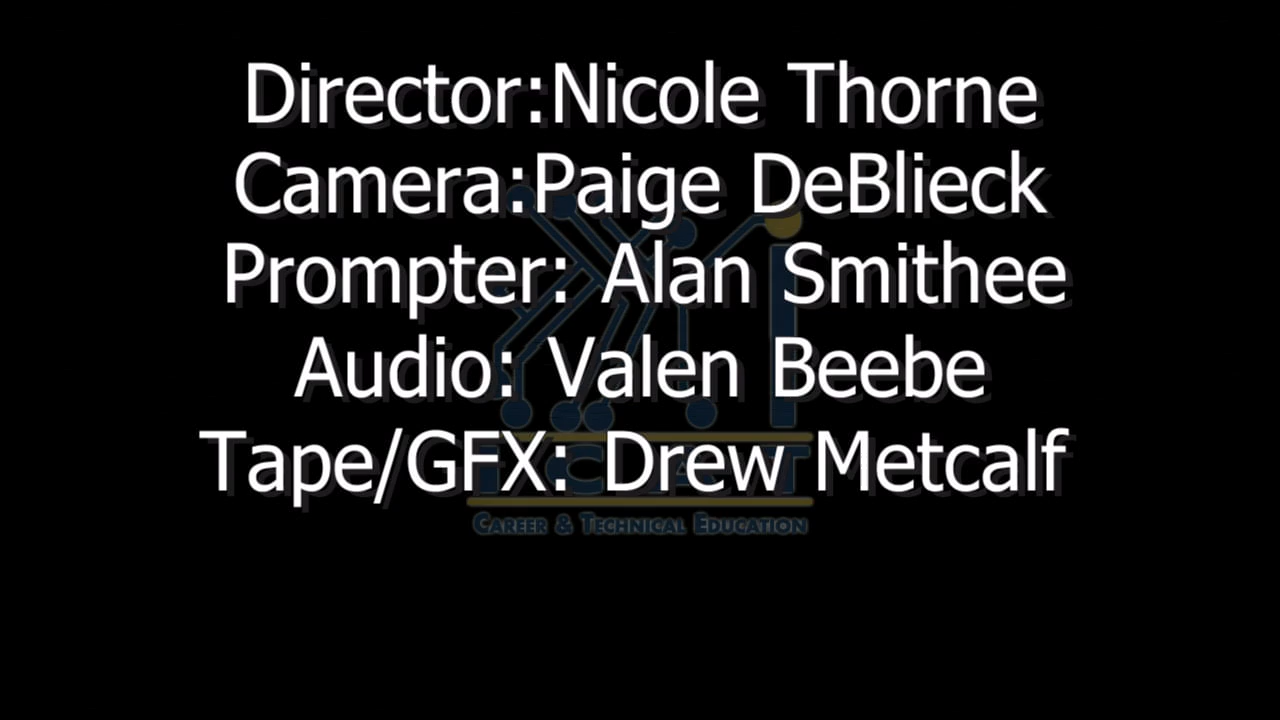 Director:Nicole Thorne
Camera:Paige DeBlieck
Prompter: Alan Smithee
Audio: Valen Beebe
Tape/GFX: Drew Metcalf
Career & Technical Education